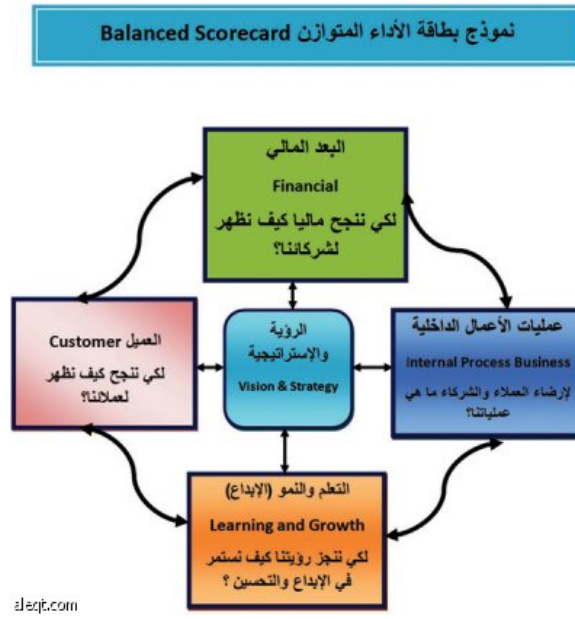 نموذج بطاقة الأداء المتوازن Balanced Scorecard
البعد المالي
Financial
لكي ننجح ماليا كيف نظهر
لشركائنا؟
عمليات الأعمال الداخلية
Internal Process Business
لإرضاء العملاء والشركاء ما هي
عملياتنا؟
الرؤية
والإستراتيجية
Vision & Strategy
العميل Customer
لكي ننجح كيف نظهر
لعملائنا؟
التعلم والنمو (الإبداع)
Learning and Growth
لكي ننجز رؤيتنا كيف نستمر
في الإبداع والتحسين ؟
aleqt.com